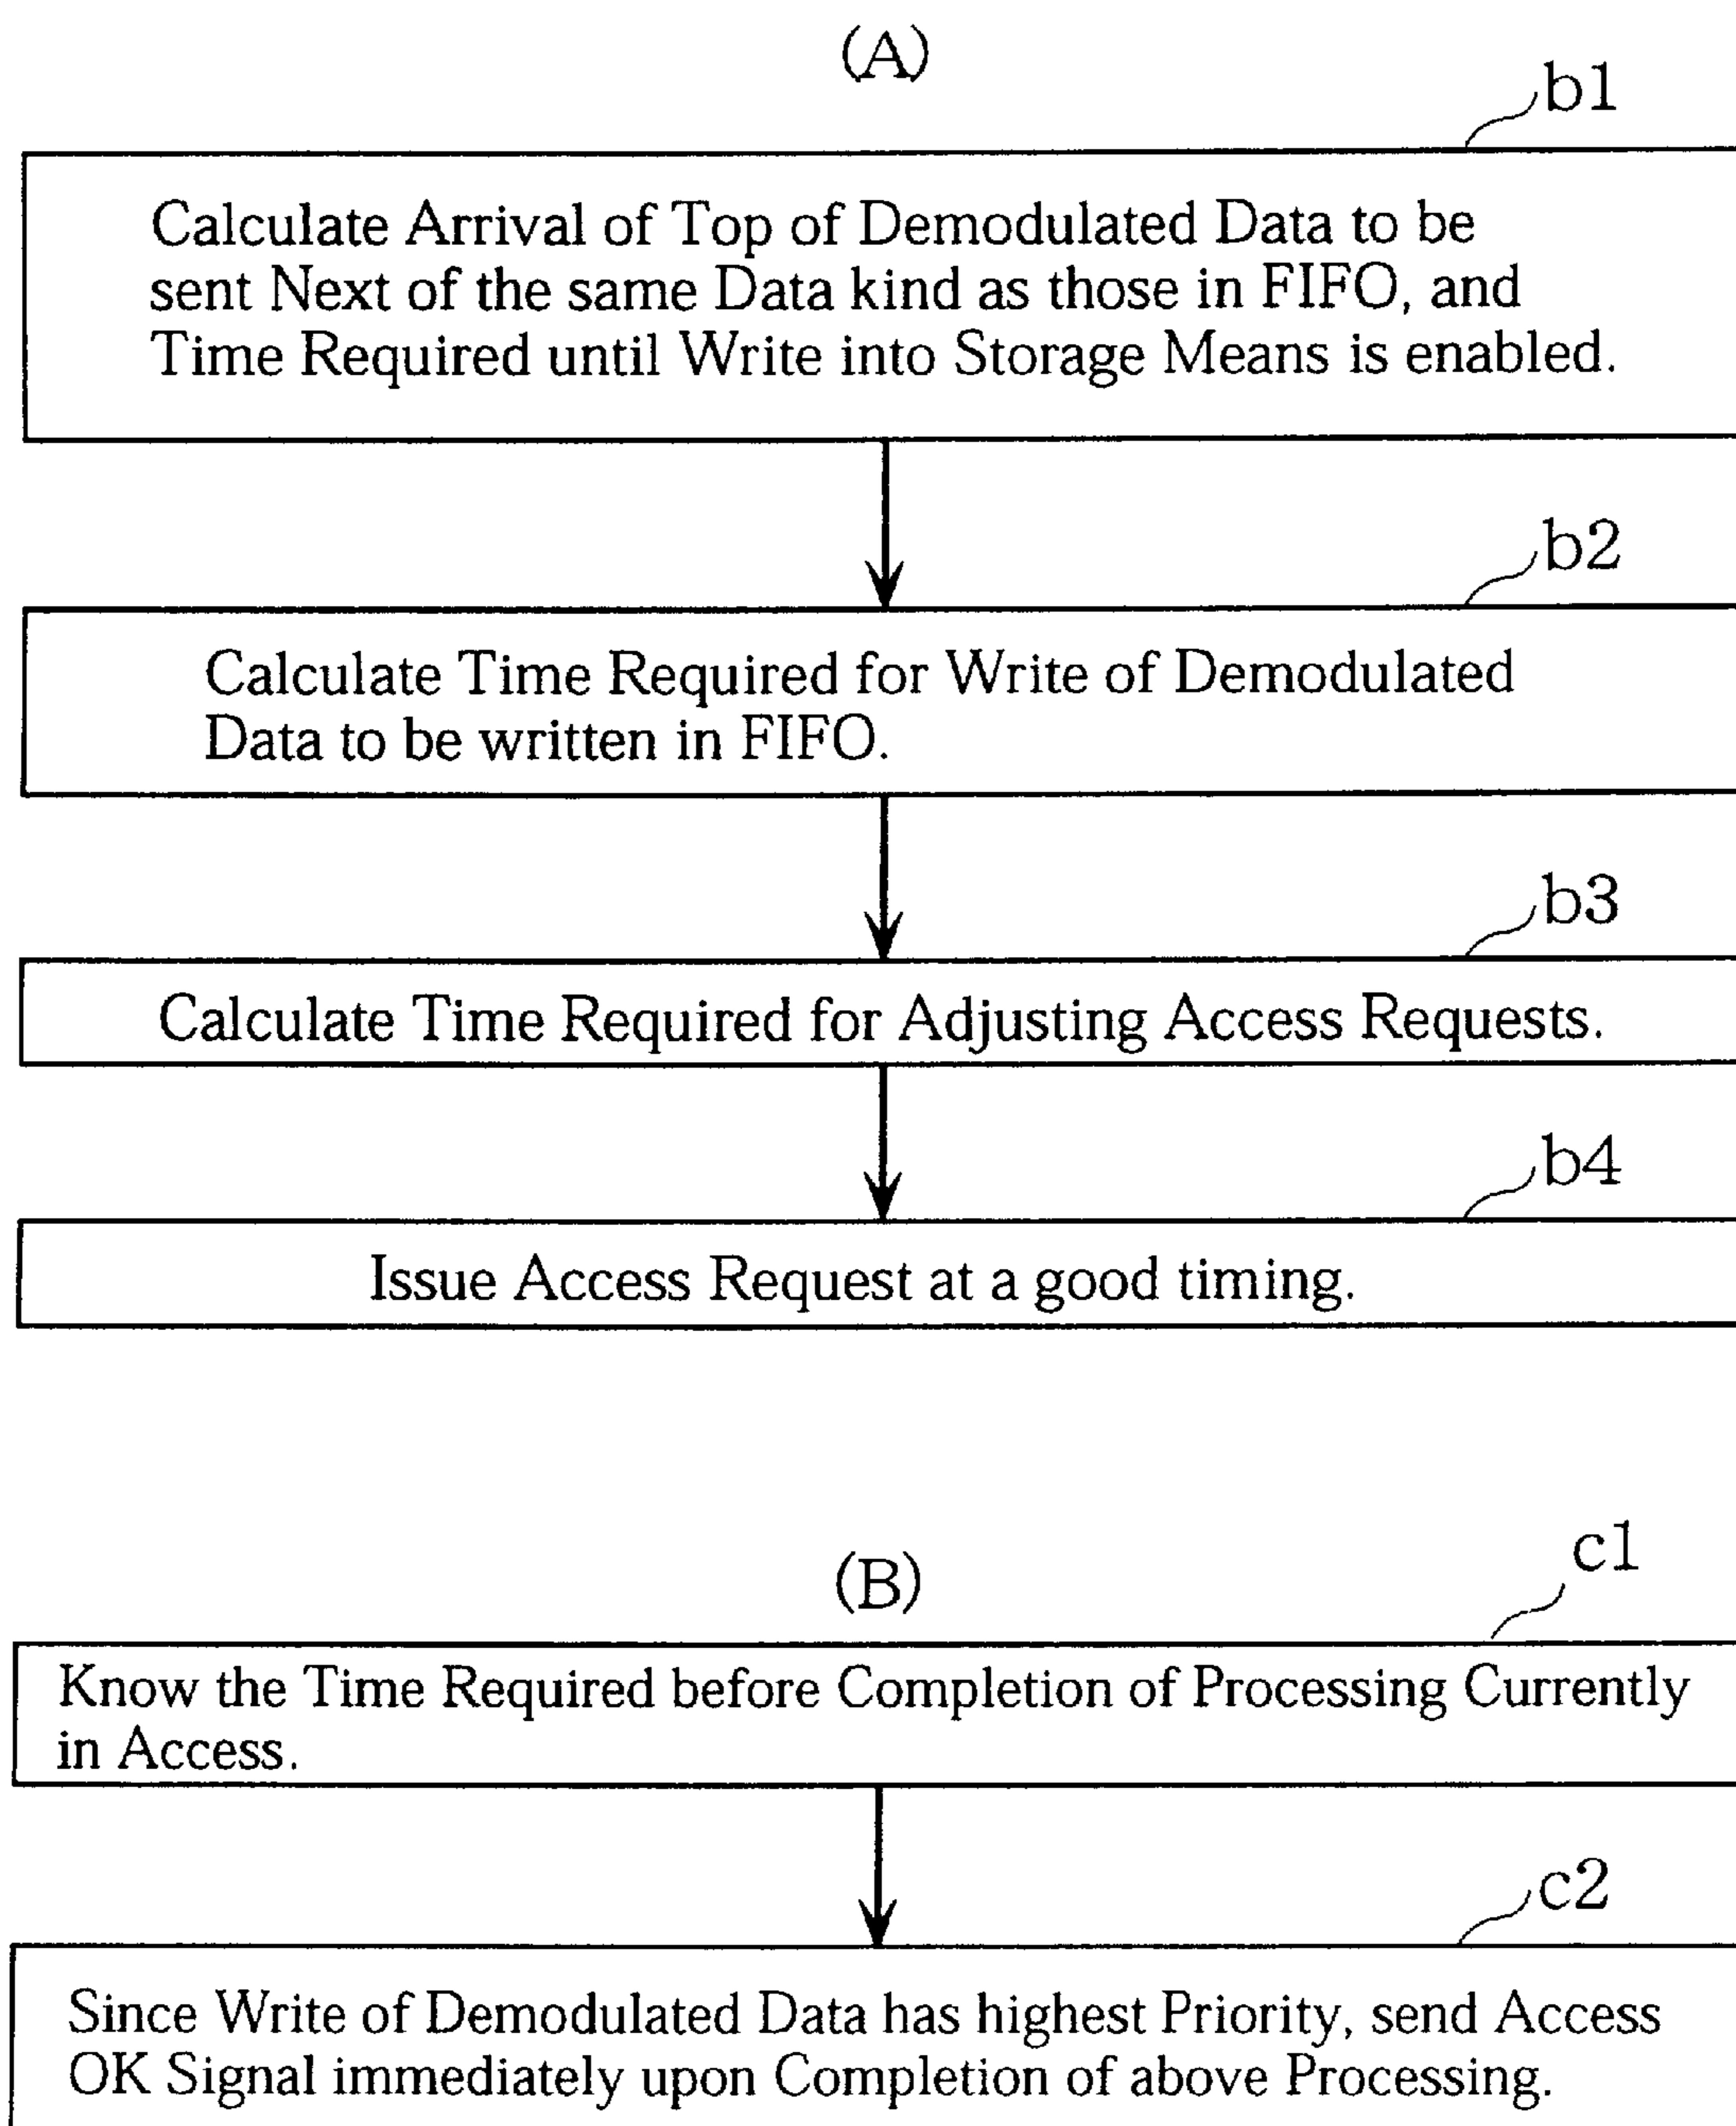 (A)
b1
Calculate Arrival of Top of Demodulated Data to be
sent Next of the same Data kind as those in FIFO, and
Time Required until Write into Storage Means is enabled.
b2
Calculate Time Required for Write of Demodulated
Data to be written in FIFO.
b3
Calculate Time Required for Adjusting Access Requests.
b4
Issue Access Request at a good timing.
(B)
c1
Know the Time Required before Completion of Processing Currently
in Access.
c2
Since Write of Demodulated Data has highest Priority, send Access
OK Signal immediately upon Completion of above Processing.